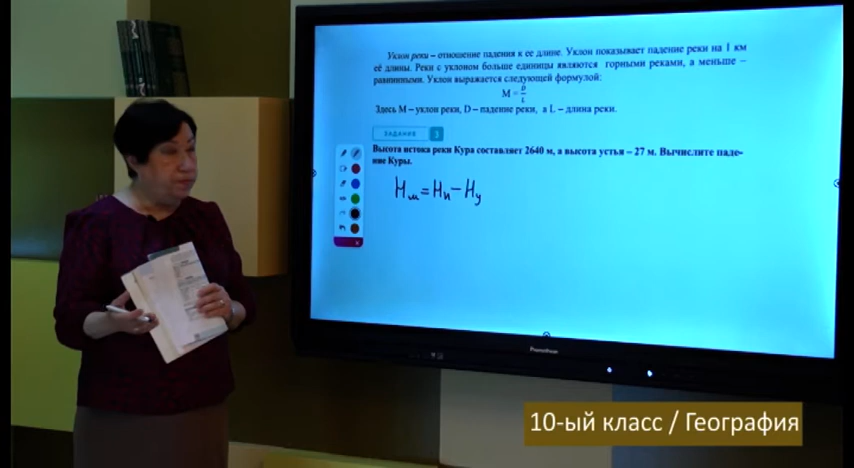 Уклон реки – отношение падения к ее длине. Уклон показывает падение реки на 1 км
её длины. Реки с уклоном больше единицы являются горными реками, а меньше –
равнинными. Уклон выражается следующей формулой:
M = D/L
Здесь M – уклон реки, D – падение реки, а L – длина реки.
ЗАДАНИЕ 3
Высота истока реки Кура составляет 2640 м, а высота устья – 27 м. Вычислите паде-
ние Куры.
Hм = Hи – Hу
Promethean
10-ый класс / География